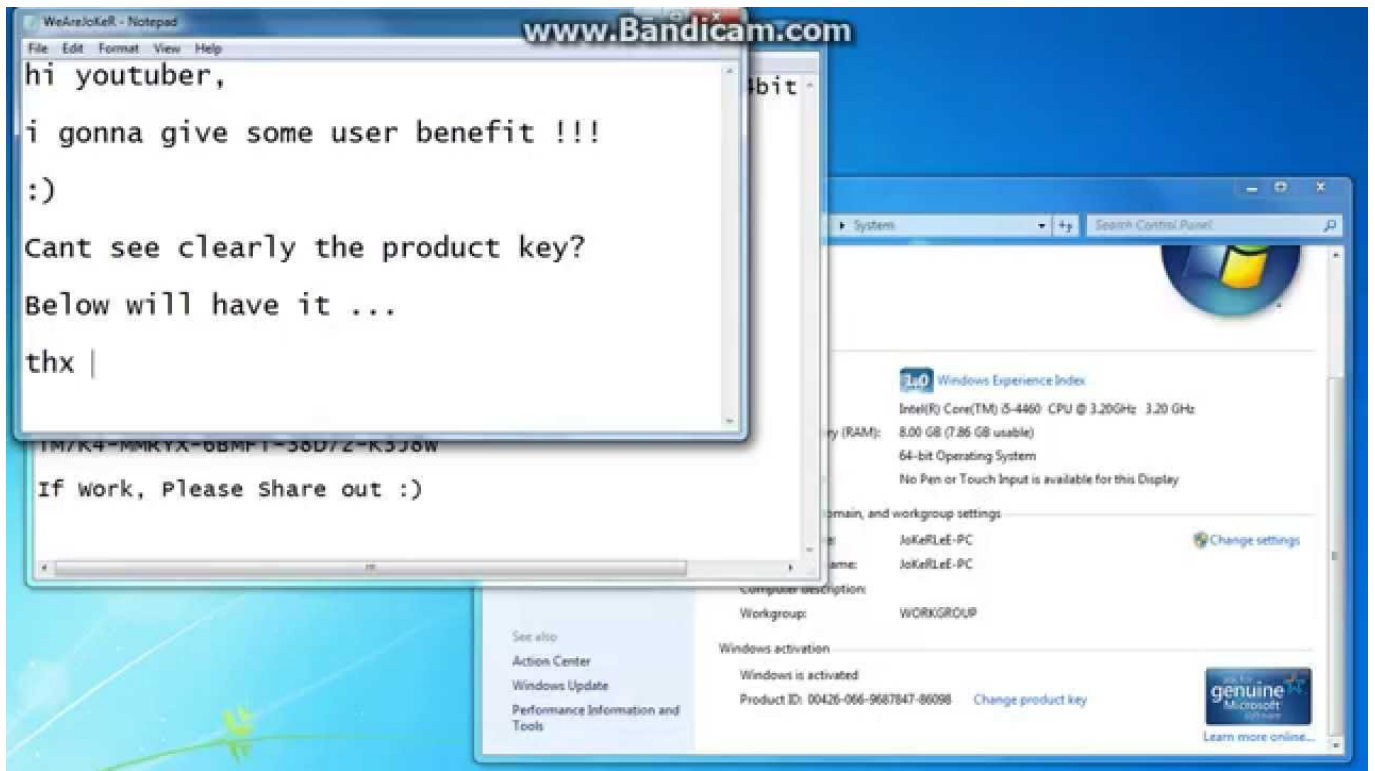 WeAreJoKeR - Notepad
www.Bandicam.com
File Edit Format View Help
hi youtuber,
i gonna give some user benefit !!!
:)
Cant see clearly the product key?
Below will have it ...
thx
4bit
If Work, Please Share out :)
System
Search Control Panel
Windows Experience Index
Intel(R) Core(TM) i5-4460 CPU @ 3.20GHz 3.20 GHz
ry (RAM): 8.00 GB (7.86 GB usable)
64-bit Operating System
No Pen or Touch Input is available for this Display
omain, and workgroup settings
JoKeRLeE-PC
Change settings
ame: JoKeRLeE-PC
Computer description:
Workgroup: WORKGROUP
See also
Action Center
Windows Update
Performance Information and
Tools
Windows activation
Windows is activated
Product ID: 00426-066-9687847-86098 Change product key
genuine
Microsoft
software
Learn more online...